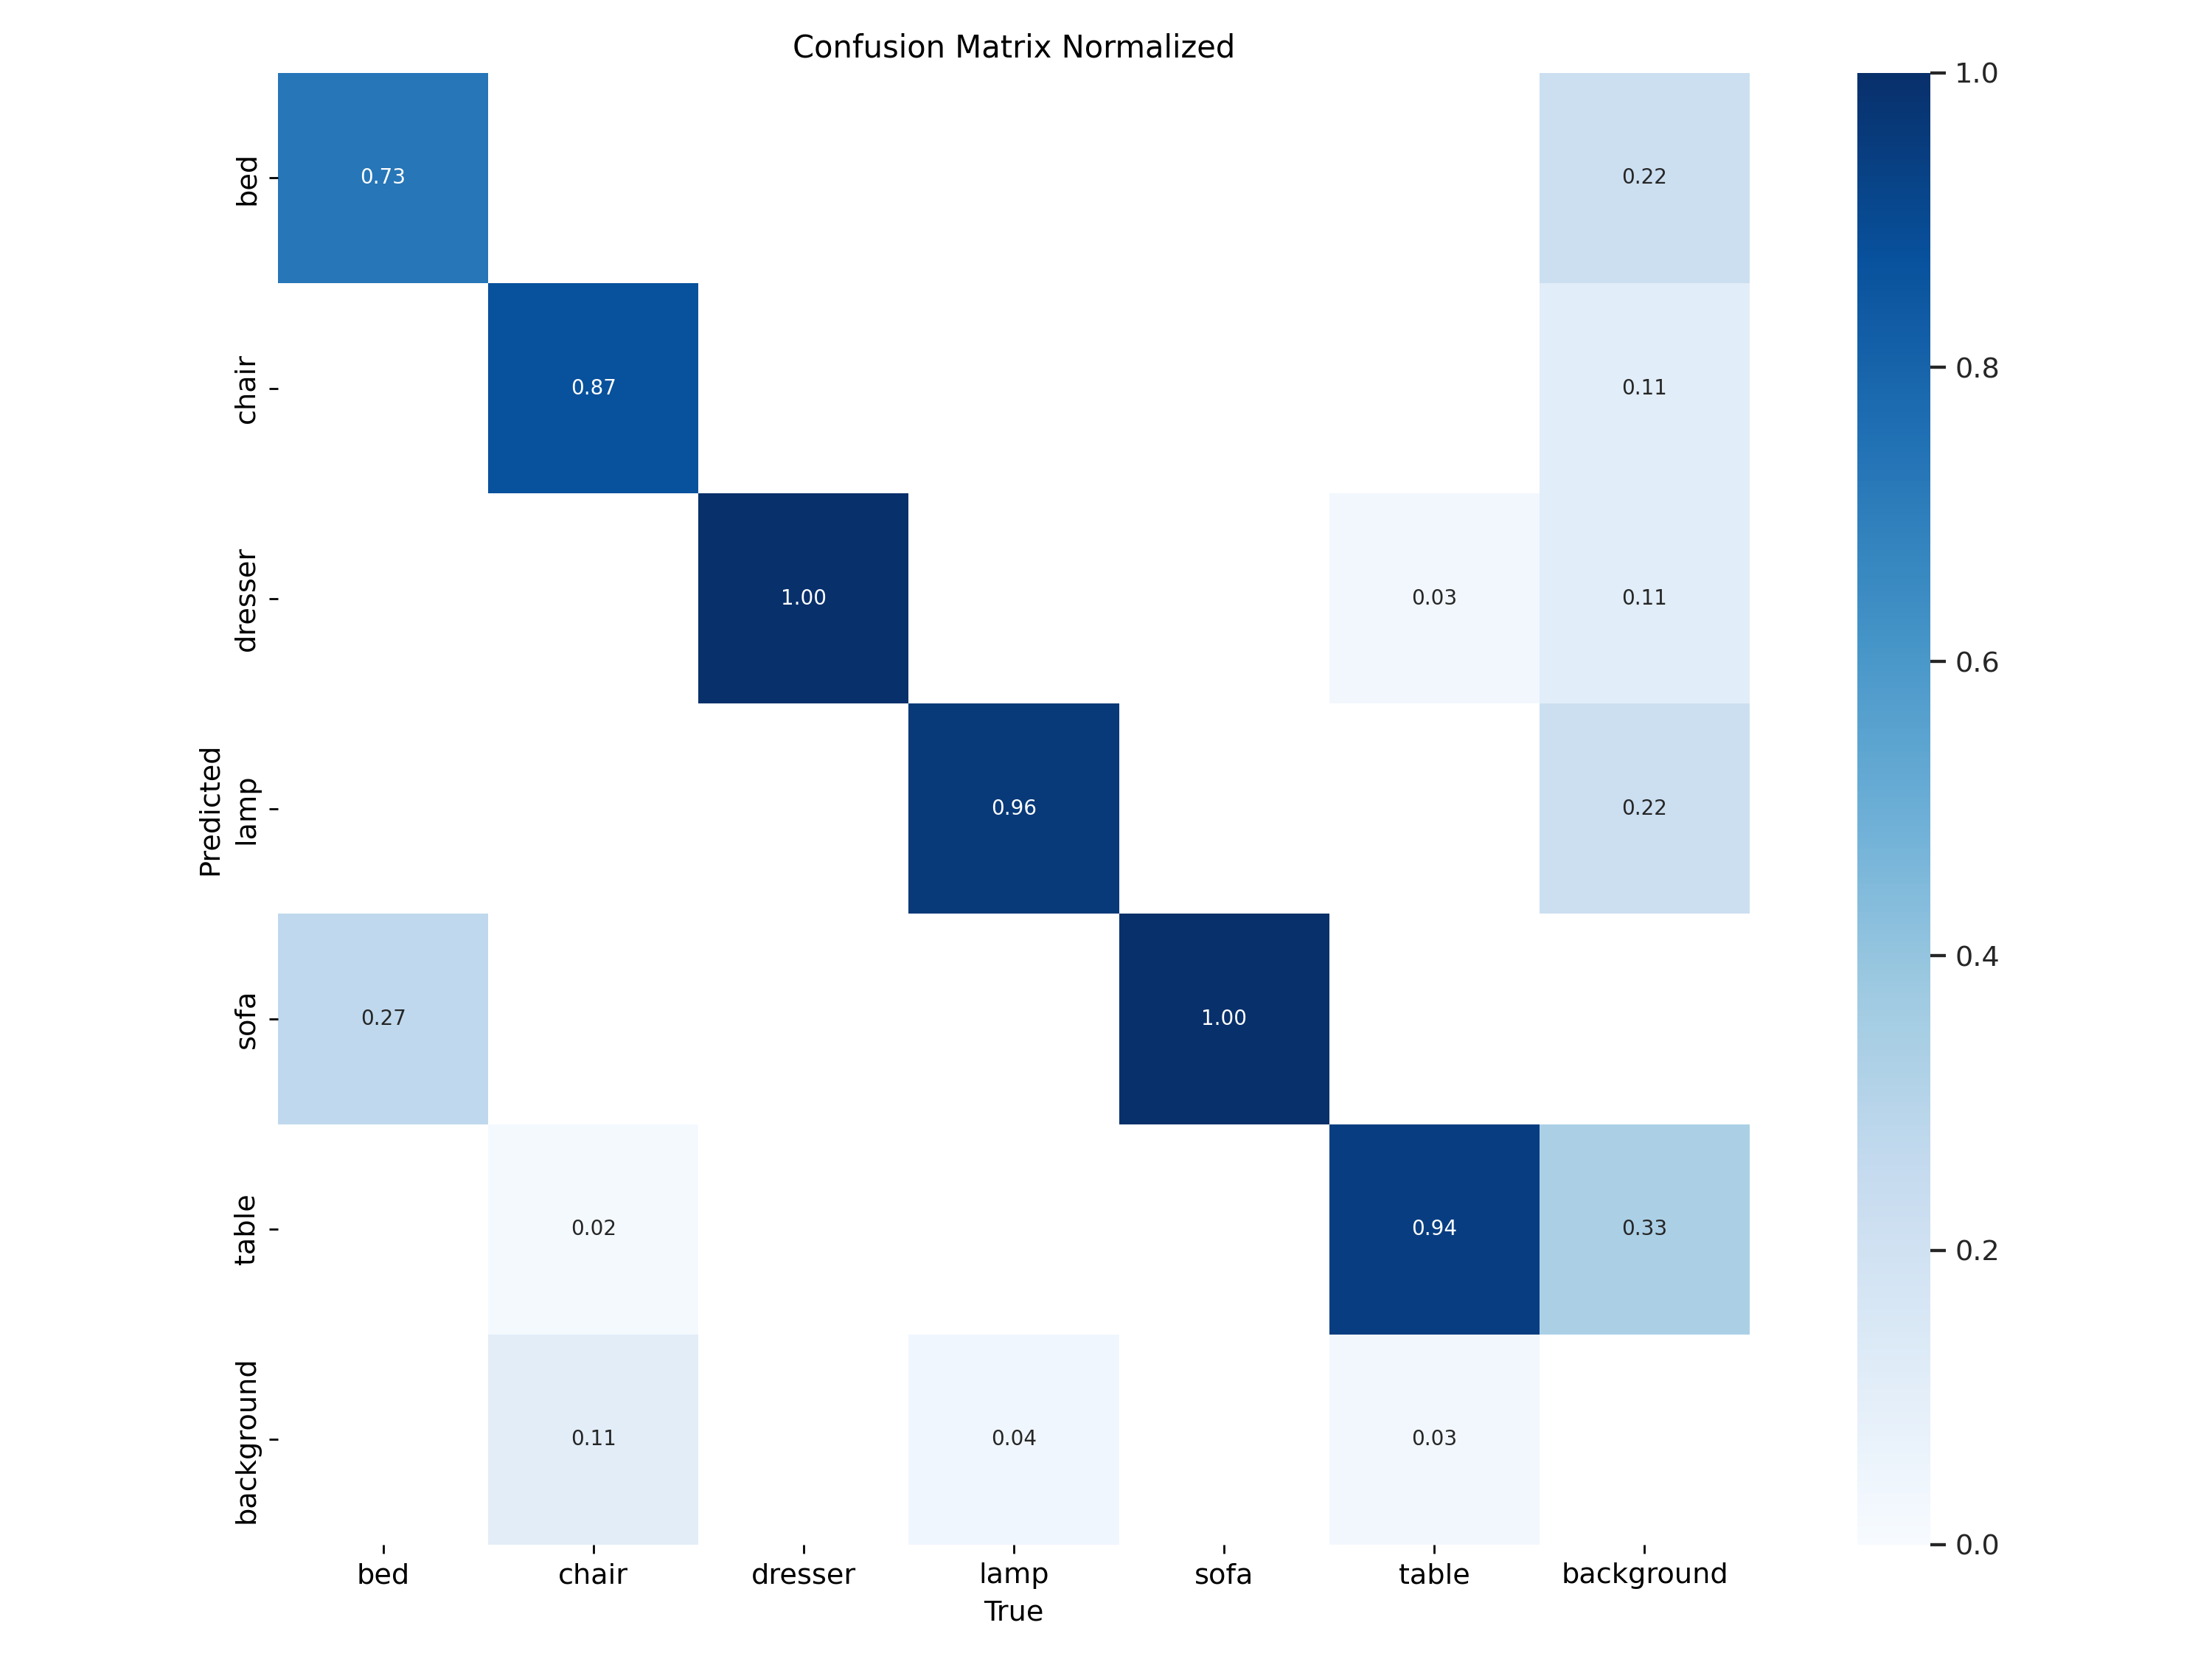 Confusion Matrix Normalized
bed 0.73 0.22
chair 0.87 0.11
dresser 1.00 0.03 0.11
lamp 0.96 0.22
sofa 0.27 1.00
table 0.02 0.94 0.33
background 0.11 0.04 0.03
Predicted
bed chair dresser lamp sofa table background
True
1.0
0.8
0.6
0.4
0.2
0.0